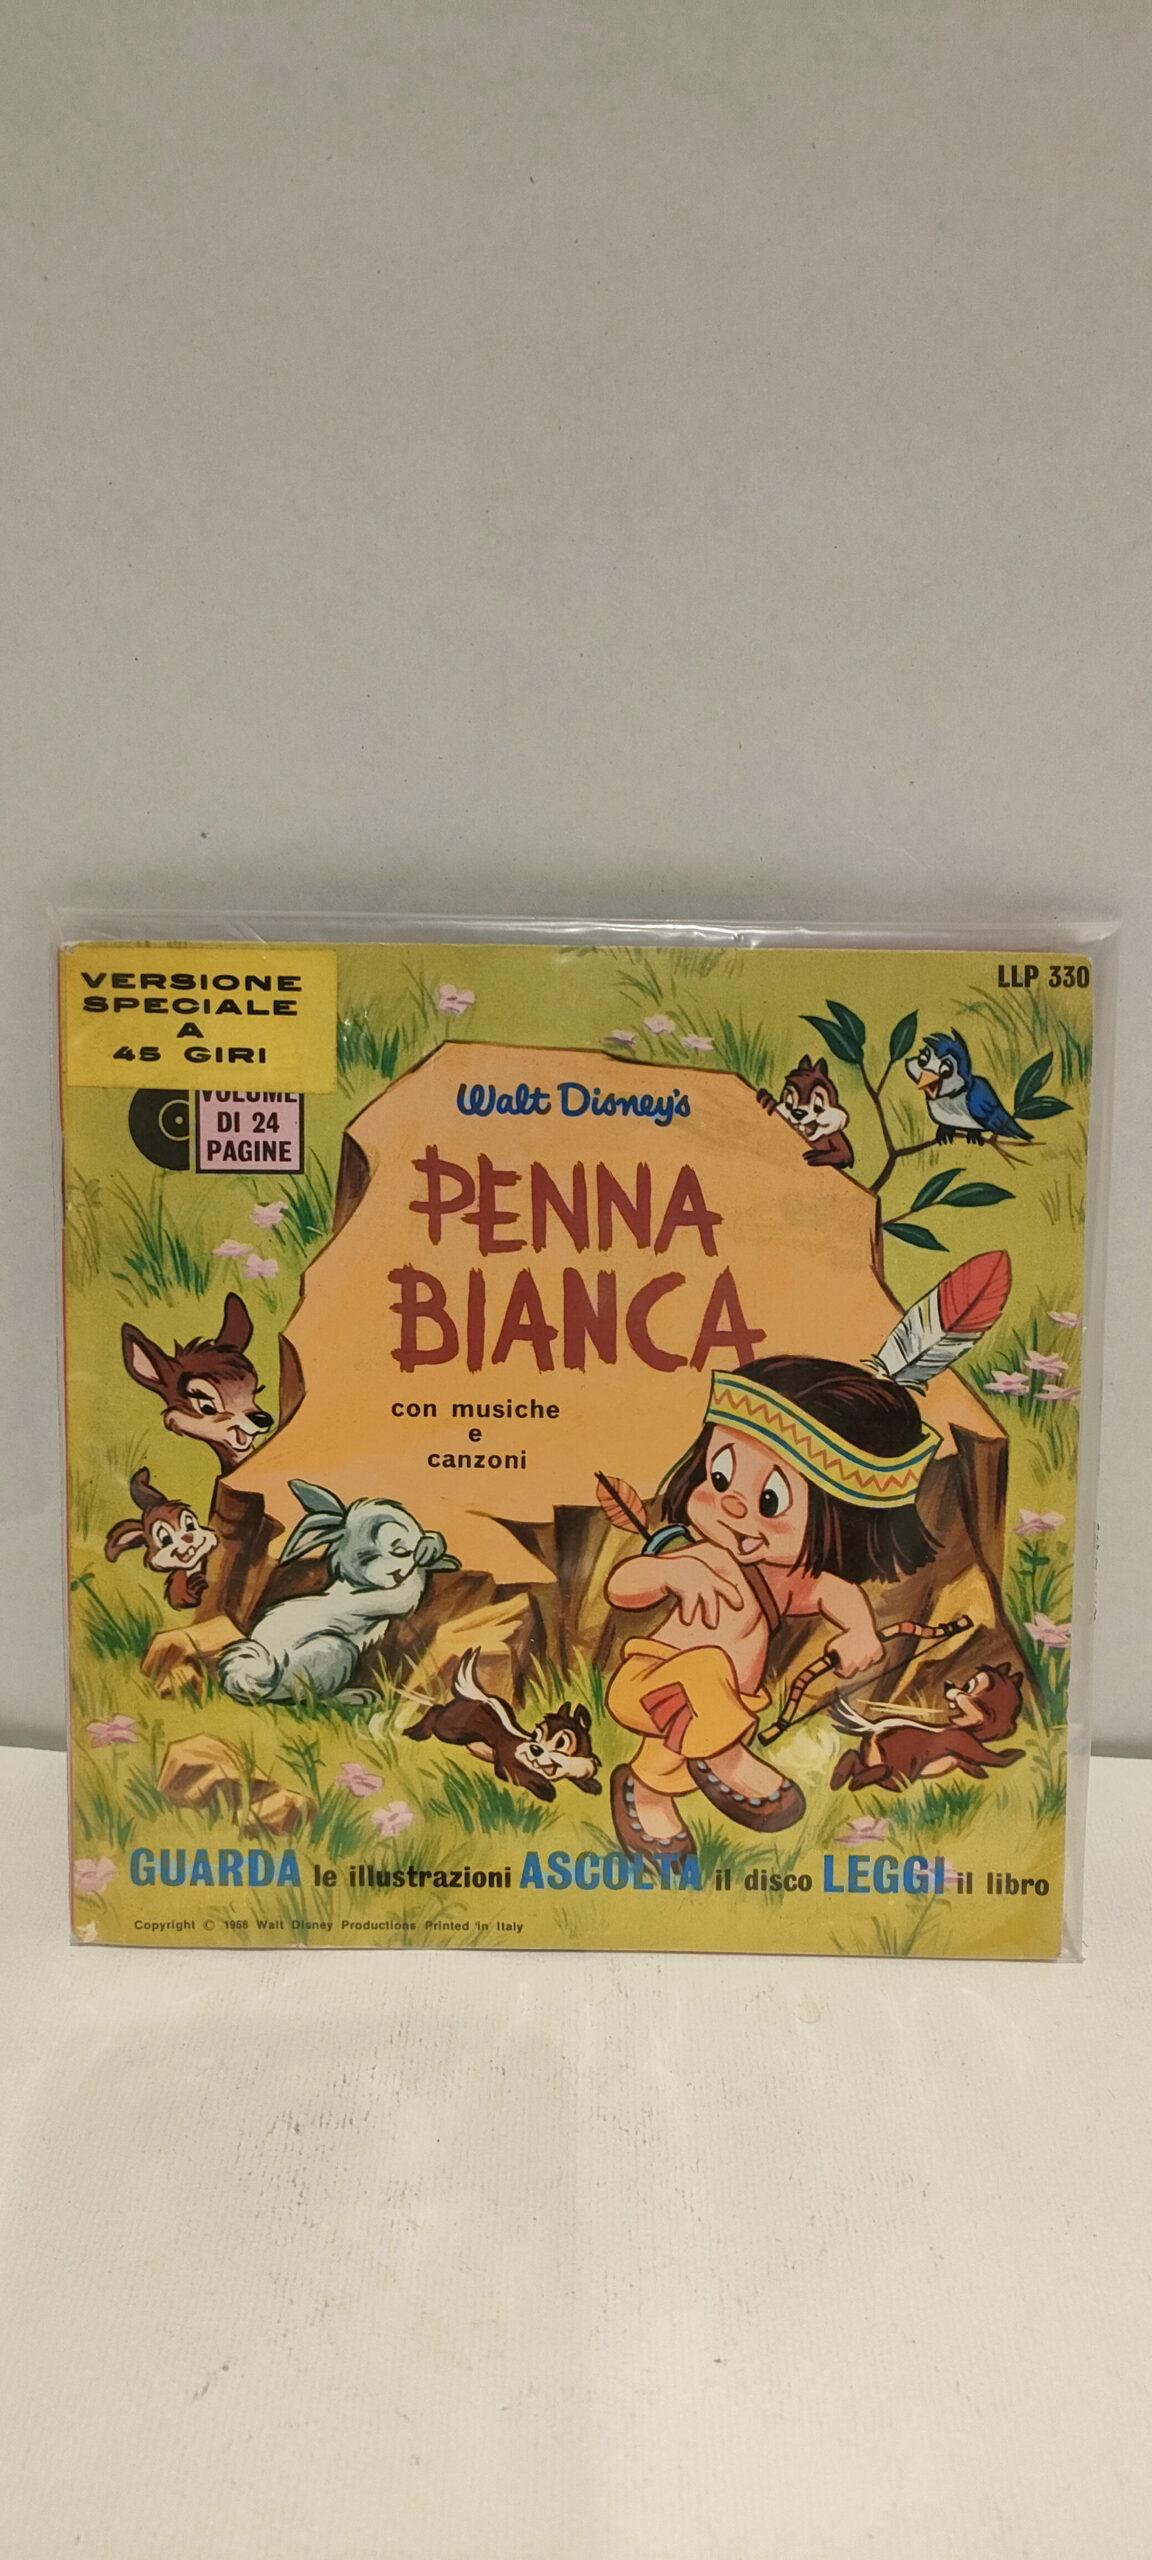 VERSIONE
SPECIALE
A
45 GIRI
LLP 330
VOLUME
DI 24
PAGINE
Walt Disney's
PENNA
BIANCA
con musiche
e
canzoni
GUARDA le illustrazioni ASCOLTA il disco LEGGI il libro
Copyright © 1968 Walt Disney Productions Printed in Italy